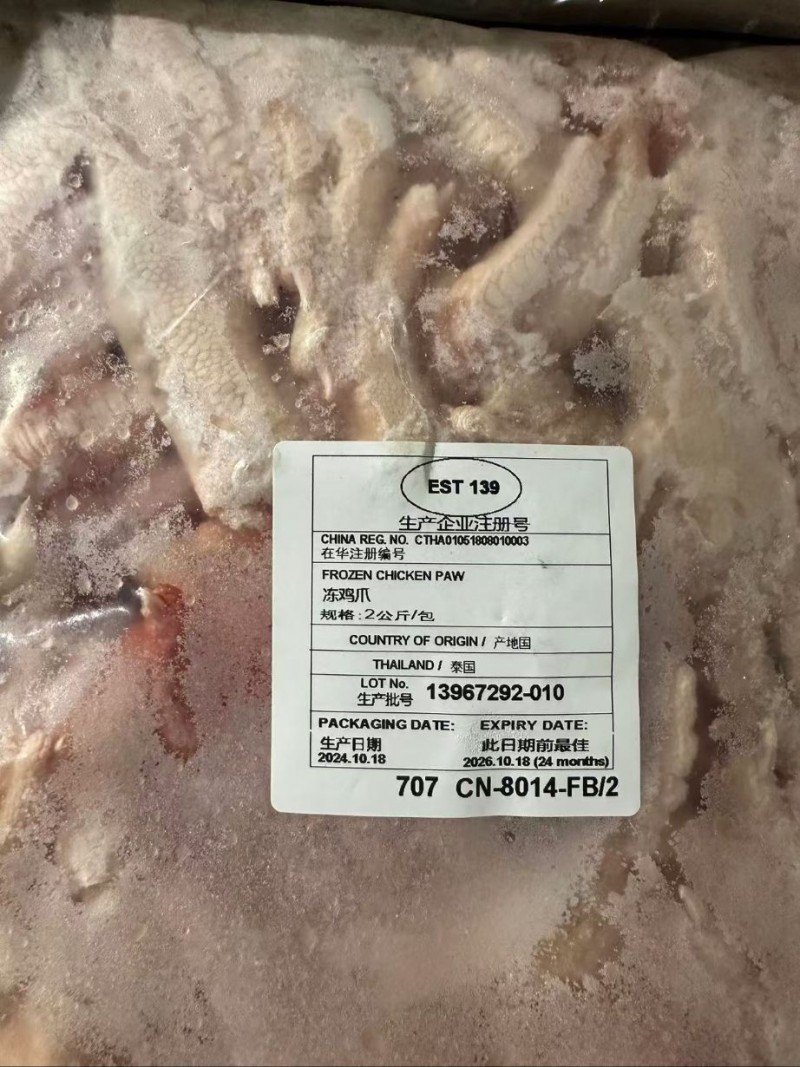 EST 139
生产企业注册号
CHINA REG. NO. CTHA01051808010003
在华注册编号
FROZEN CHICKEN PAW
冻鸡爪
规格:2公斤/包
COUNTRY OF ORIGIN / 产地国
THAILAND / 泰国
LOT No. 13967292-010
生产批号
PACKAGING DATE: EXPIRY DATE:
生产日期 此日期前最佳
2024.10.18 2026.10.18 (24 months)
707 CN-8014-FB/2